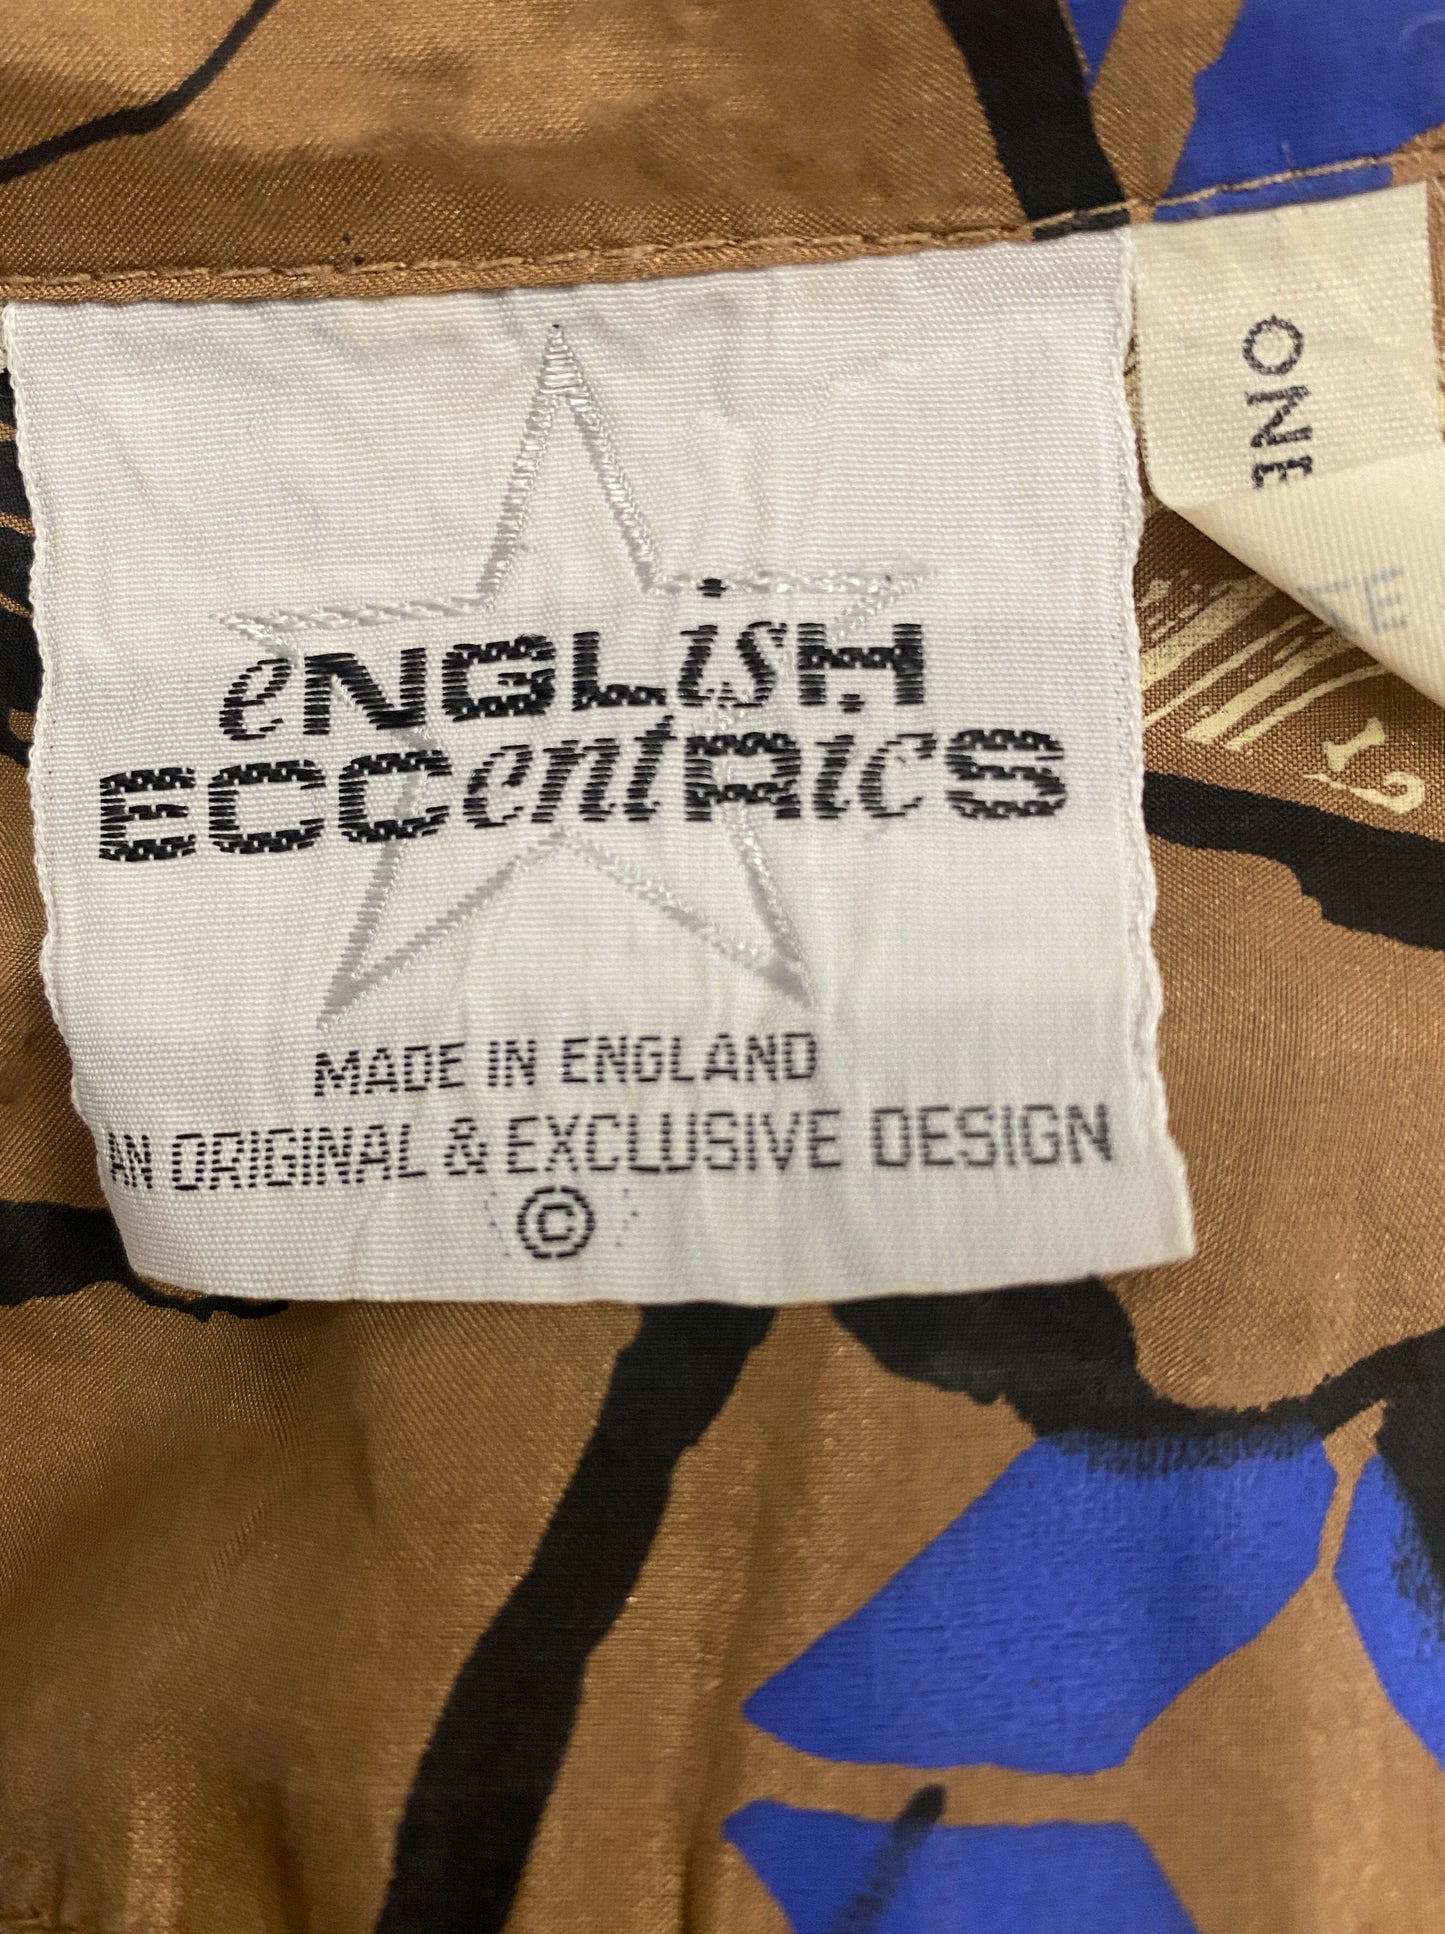 eNGLisH
ECCentRics
MADE IN ENGLAND
AN ORIGINAL & EXCLUSIVE DESIGN
©
ONE